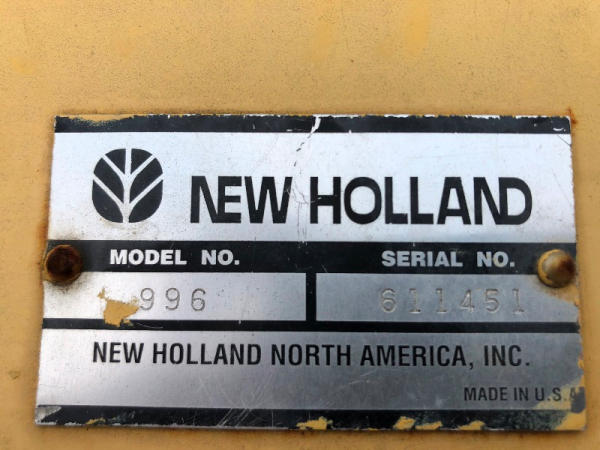 NEW HOLLAND
MODEL NO. SERIAL NO.
996 611451
NEW HOLLAND NORTH AMERICA, INC.
MADE IN U.S.A